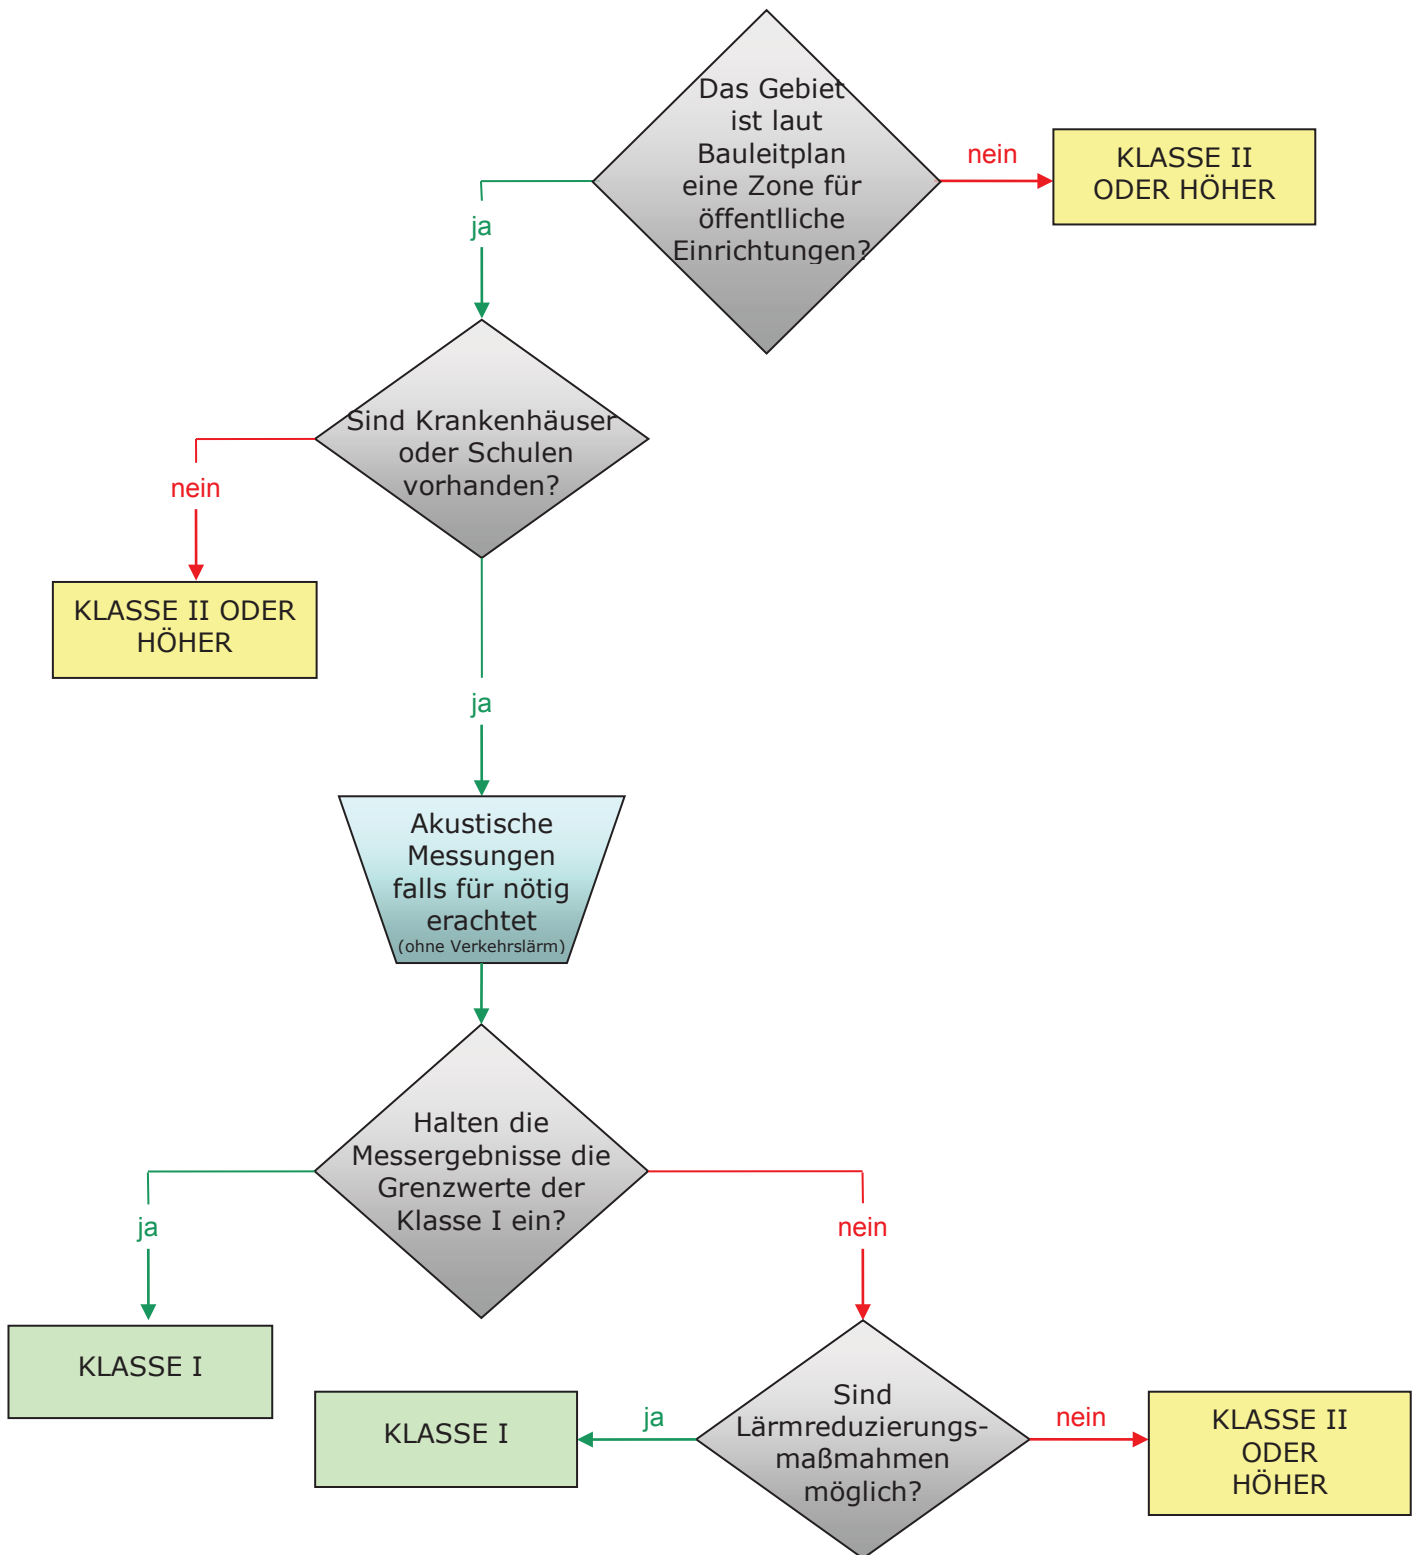 Das Gebiet
ist laut
Bauleitplan
eine Zone für
öffentlliche
Einrichtungen?
nein
KLASSE II
ODER HÖHER
ja
Sind Krankenhäuser
oder Schulen
vorhanden?
nein
KLASSE II ODER
HÖHER
ja
Akustische
Messungen
falls für nötig
erachtet
(ohne Verkehrslärm)
Halten die
Messergebnisse die
Grenzwerte der
Klasse I ein?
ja
nein
KLASSE I
Sind
Lärmreduzierungs-
maßmahmen
möglich?
ja
KLASSE I
nein
KLASSE II
ODER
HÖHER